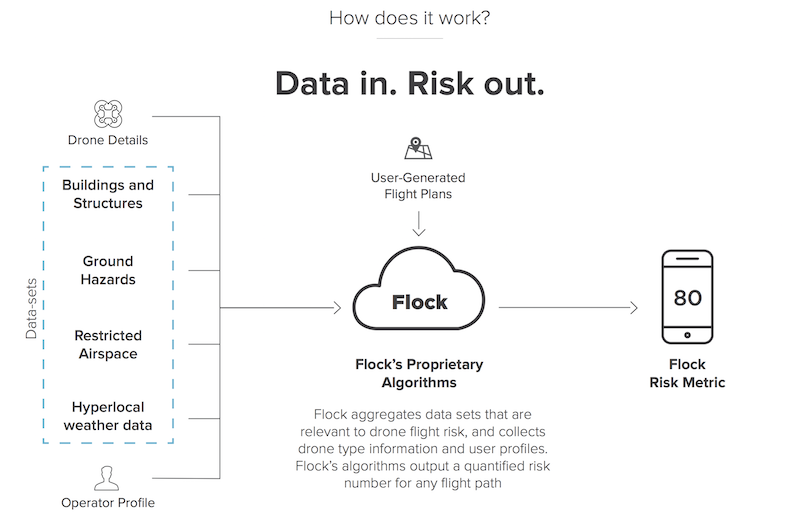 How does it work?
Data in. Risk out.
Drone Details
Data-sets
Buildings and
Structures
Ground
Hazards
Restricted
Airspace
Hyperlocal
weather data
Operator Profile
User-Generated
Flight Plans
Flock
Flock's Proprietary
Algorithms
Flock aggregates data sets that are
relevant to drone flight risk, and collects
drone type information and user profiles.
Flock's algorithms output a quantified risk
number for any flight path
80
Flock
Risk Metric